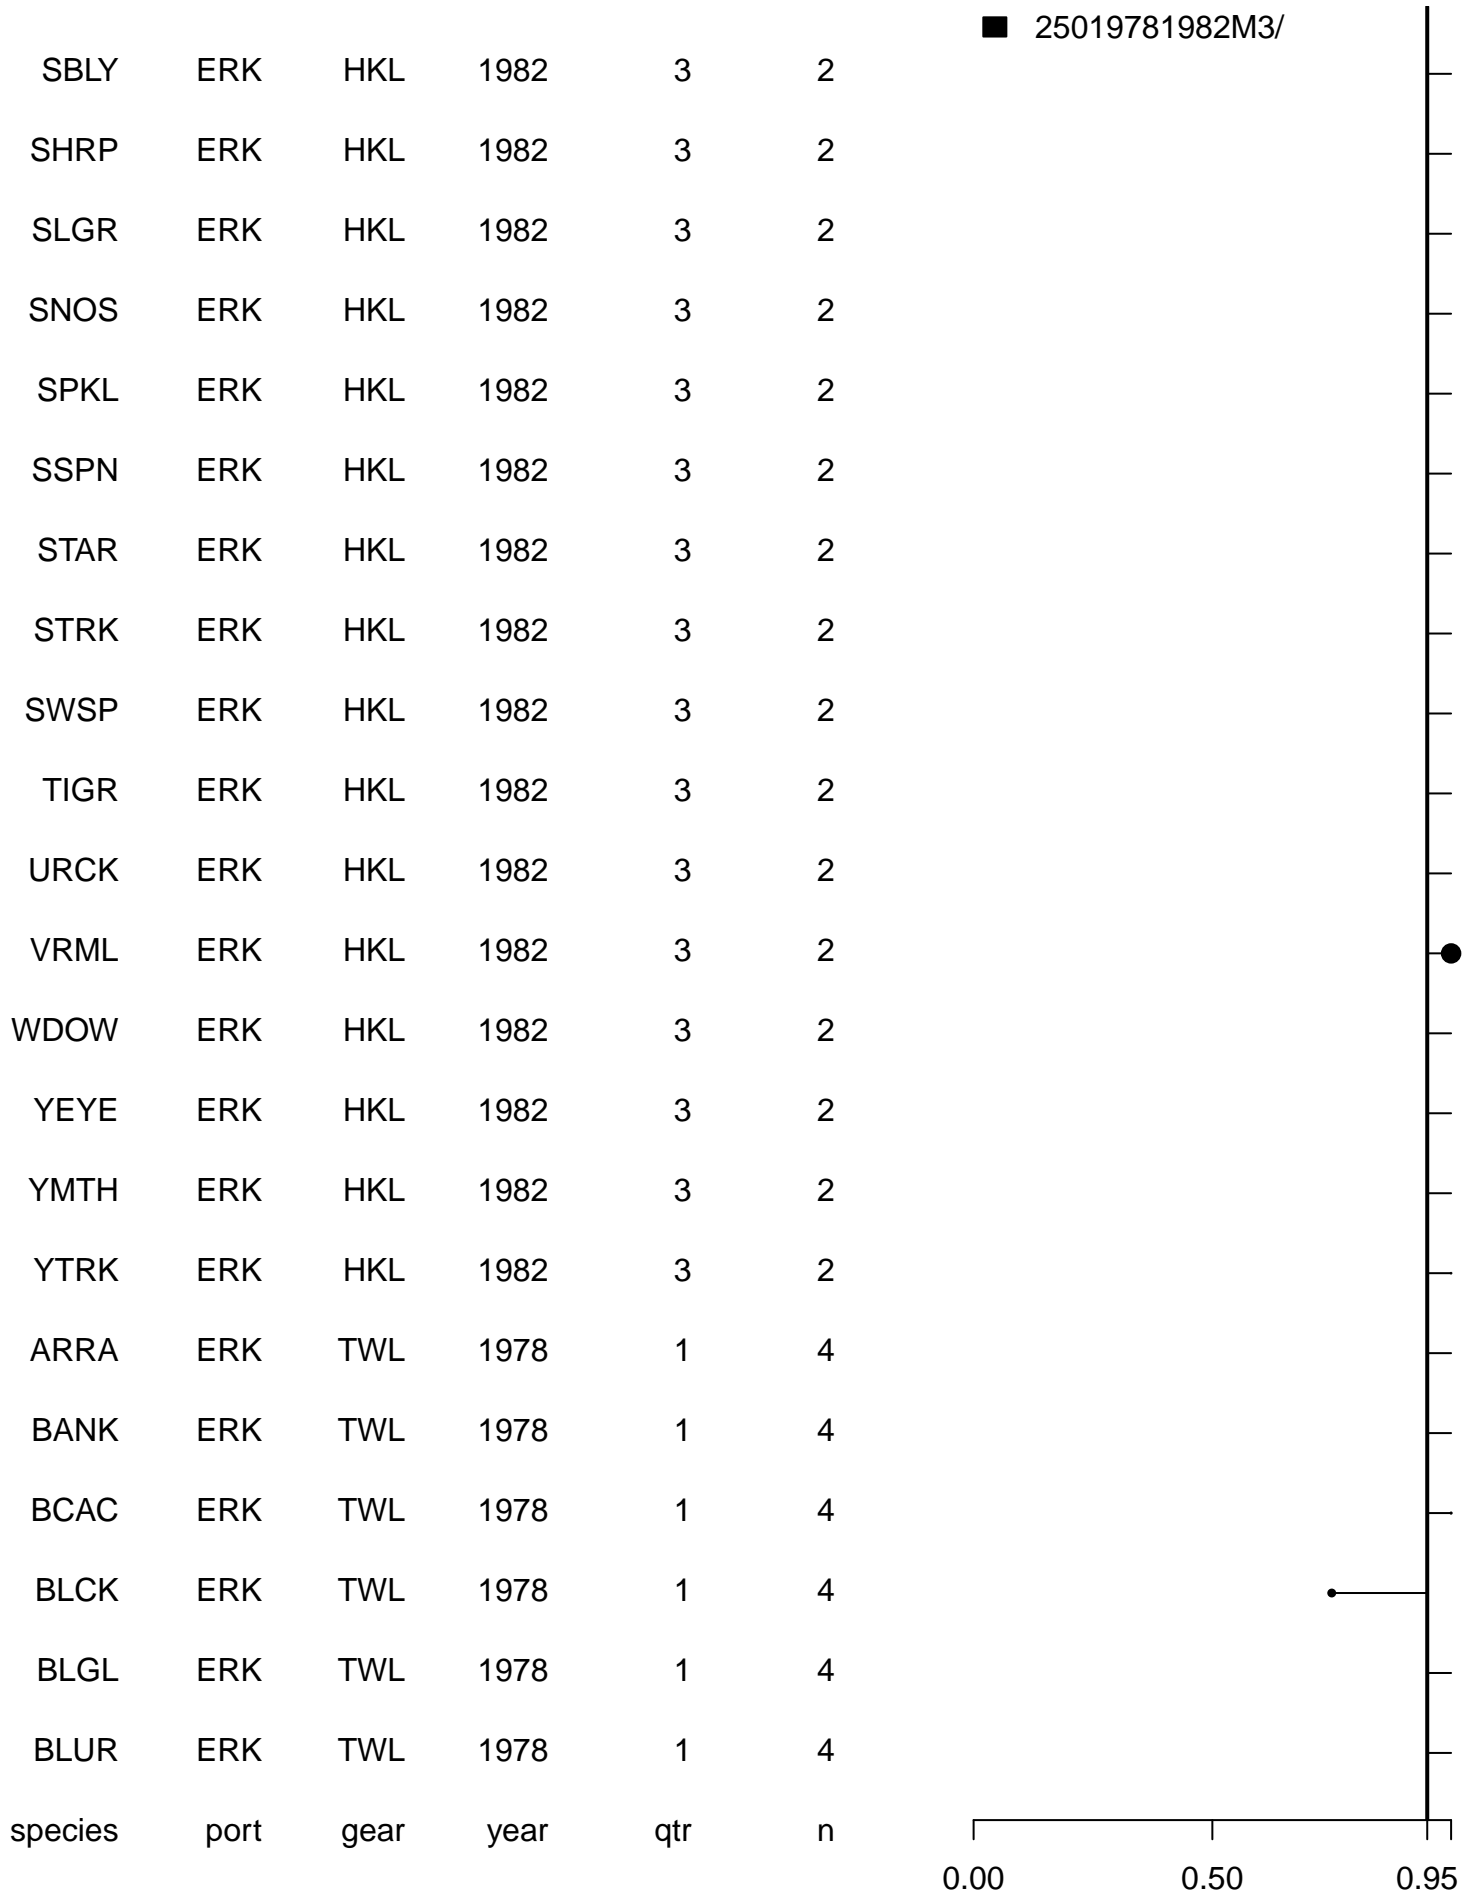 25019781982M3/
SBLY ERK HKL 1982 3 2
SHRP ERK HKL 1982 3 2
SLGR ERK HKL 1982 3 2
SNOS ERK HKL 1982 3 2
SPKL ERK HKL 1982 3 2
SSPN ERK HKL 1982 3 2
STAR ERK HKL 1982 3 2
STRK ERK HKL 1982 3 2
SWSP ERK HKL 1982 3 2
TIGR ERK HKL 1982 3 2
URCK ERK HKL 1982 3 2
VRML ERK HKL 1982 3 2
WDOW ERK HKL 1982 3 2
YEYE ERK HKL 1982 3 2
YMTH ERK HKL 1982 3 2
YTRK ERK HKL 1982 3 2
ARRA ERK TWL 1978 1 4
BANK ERK TWL 1978 1 4
BCAC ERK TWL 1978 1 4
BLCK ERK TWL 1978 1 4
BLGL ERK TWL 1978 1 4
BLUR ERK TWL 1978 1 4
species port gear year qtr n
0.00 0.50 0.95